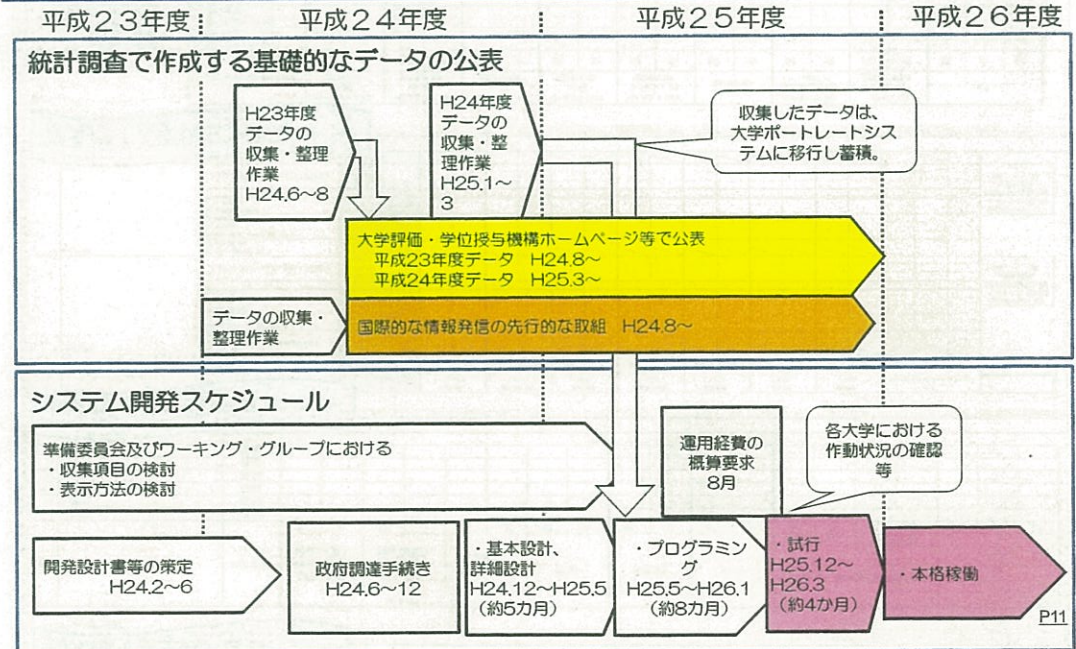 平成23年度
平成24年度
平成25年度
平成26年度
統計調査で作成する基礎的なデータの公表
H23年度
データの
収集・整理
作業
H24.6～8
H24年度
データの
収集・整
理作業
H25.1～
3
収集したデータは、
大学ポートレートシス
テムに移行し蓄積。
大学評価・学位授与機構ホームページ等で公表
平成23年度データ　H24.8～
平成24年度データ　H25.3～
データの収集・
整理作業
国際的な情報発信の先行的な取組　H24.8～
システム開発スケジュール
準備委員会及びワーキング・グループにおける
・収集項目の検討
・表示方法の検討
運用経費の
概算要求
8月
各大学における
作動状況の確認
等
開発設計書等の策定
H24.2～6
政府調達手続き
H24.6～12
・基本設計、
詳細設計
H24.12～H25.5
（約5カ月）
・プログラミン
グ
H25.5～H26.1
（約8カ月）
・試行
H25.12～
H26.3
（約4か月）
・本格稼働
P11